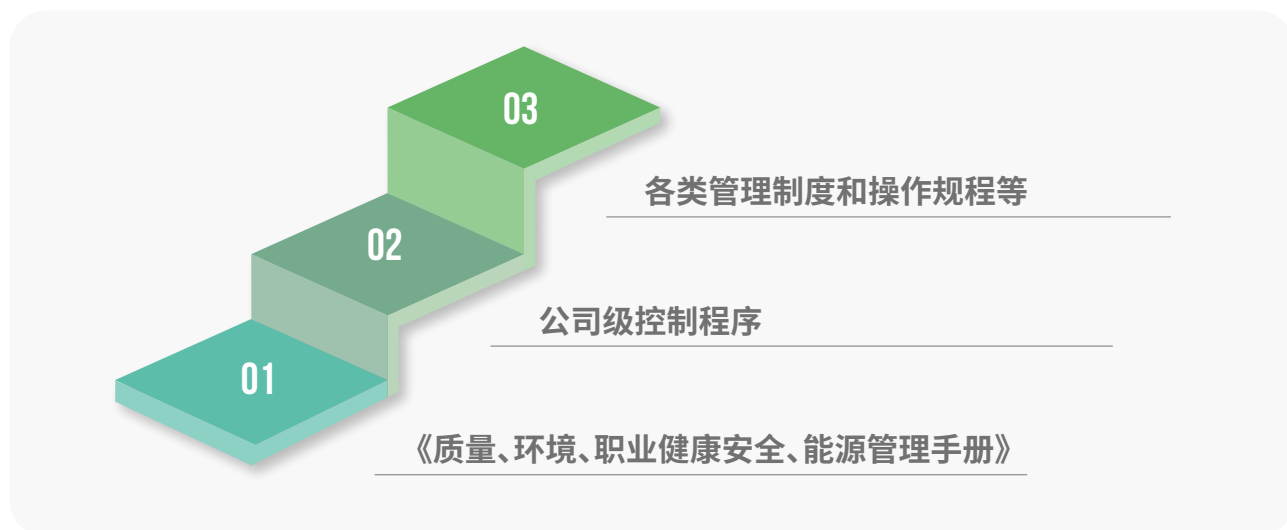 03
各类管理制度和操作规程等
02
公司级控制程序
01
《质量、环境、职业健康安全、能源管理手册》